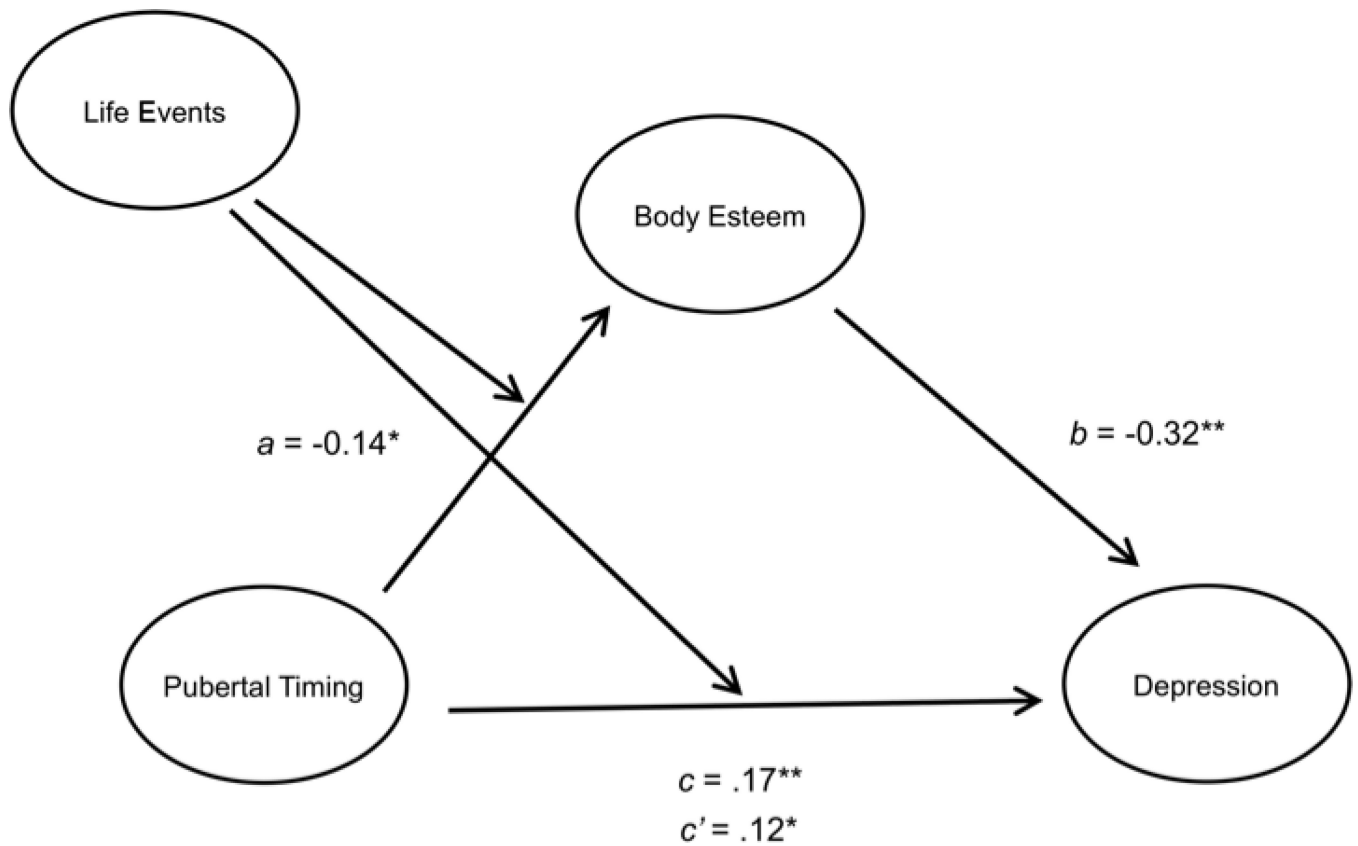 Life Events
Body Esteem
a = -0.14*
b = -0.32**
Pubertal Timing
Depression
c = .17**
c’ = .12*